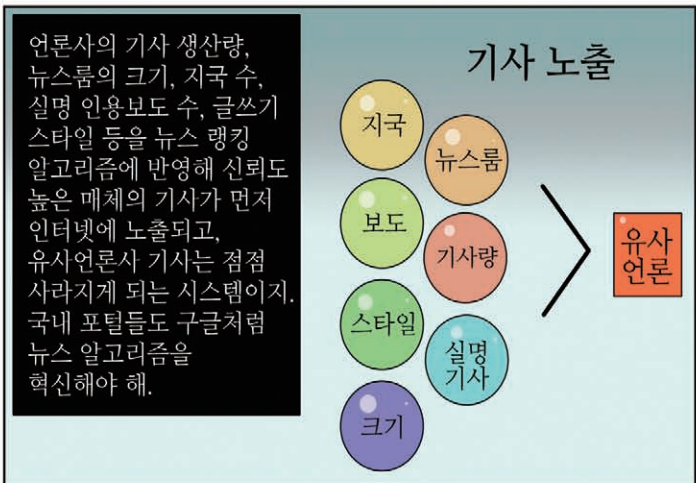 언론사의 기사 생산량,
뉴스룸의 크기, 지국 수,
실명 인용보도 수, 글쓰기
스타일 등을 뉴스 랭킹
알고리즘에 반영해 신뢰도
높은 매체의 기사가 먼저
인터넷에 노출되고,
유사언론사 기사는 점점
사라지게 되는 시스템이지.
국내 포털들도 구글처럼
뉴스 알고리즘을
혁신해야 해.
기사 노출
지국
뉴스룸
보도
기사량
스타일
실명
기사
크기
유사
언론